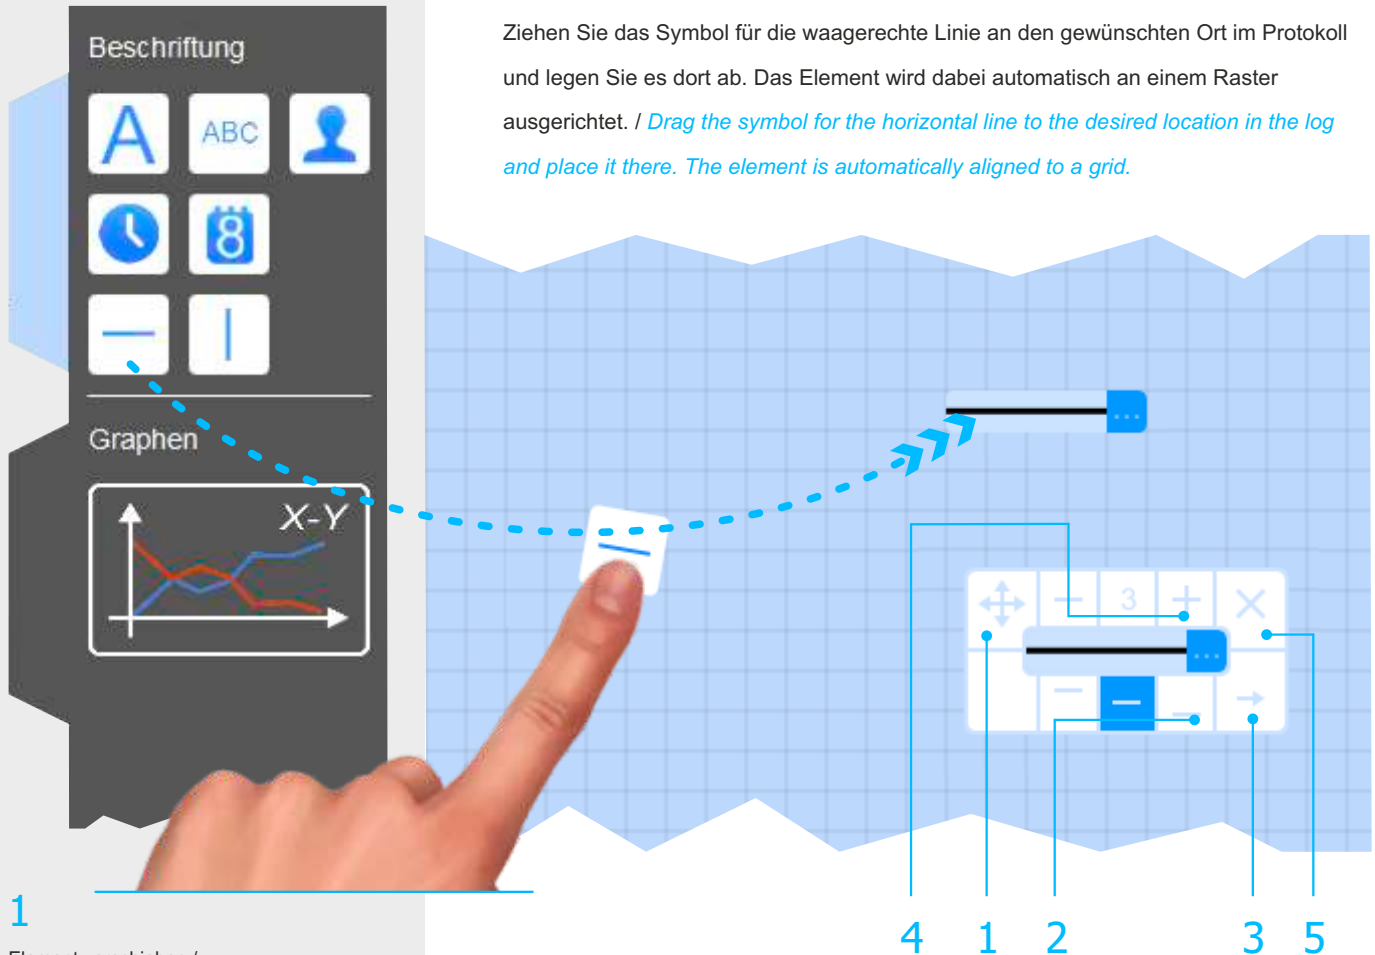 Beschriftung
A
ABC
8
Graphen
X-Y
Ziehen Sie das Symbol für die waagerechte Linie an den gewünschten Ort im Protokoll
und legen Sie es dort ab. Das Element wird dabei automatisch an einem Raster
ausgerichtet. / Drag the symbol for the horizontal line to the desired location in the log
and place it there. The element is automatically aligned to a grid.
...
3
...
4 1 2 3 5
1